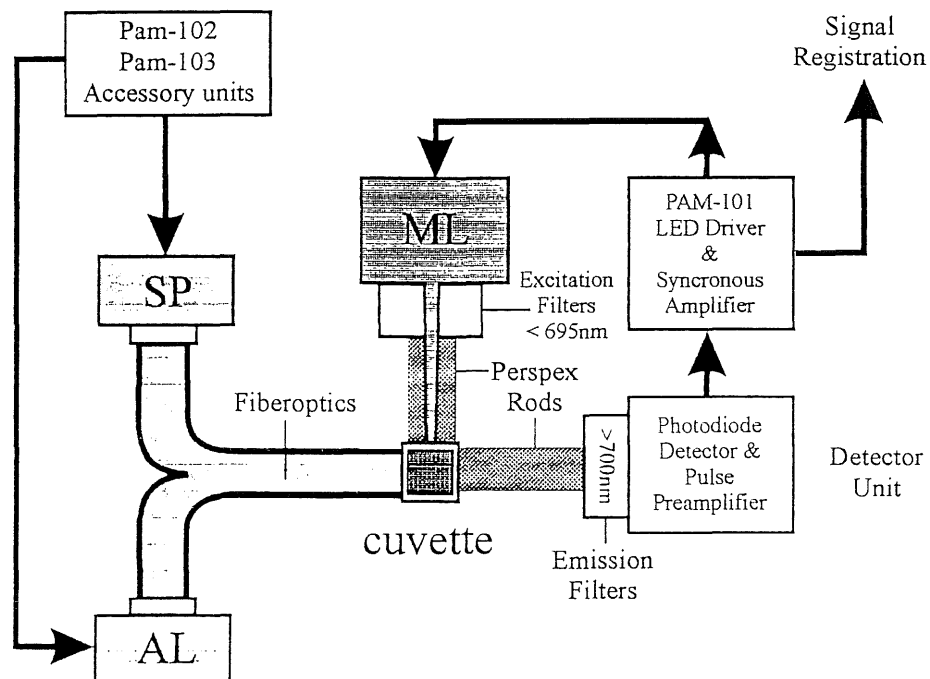 Pam-102
Pam-103
Accessory units
Signal
Registration
ML
PAM-101
LED Driver
&
Syncronous
Amplifier
SP
Excitation
Filters
< 695nm
Perspex
Rods
Fiberoptics
>700nm
Photodiode
Detector &
Pulse
Preamplifier
Detector
Unit
cuvette
Emission
Filters
AL